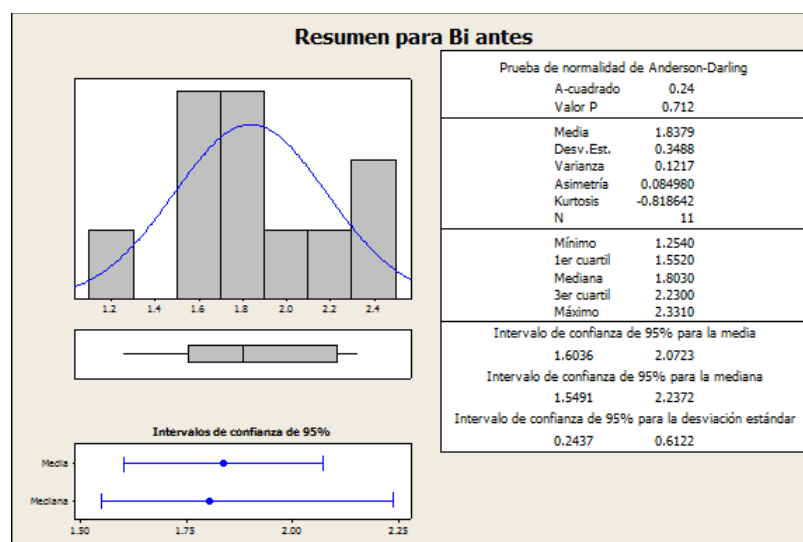 Resumen para Bi antes
1.2 1.4 1.6 1.8 2.0 2.2 2.4
Intervalos de confianza de 95%
Media
Mediana
1.50 1.75 2.00 2.25
Prueba de normalidad de Anderson-Darling
A-cuadrado 0.24
Valor P 0.712
Media 1.8379
Desv.Est. 0.3488
Varianza 0.1217
Asimetría 0.084980
Kurtosis -0.818642
N 11
Mínimo 1.2540
1er cuartil 1.5520
Mediana 1.8030
3er cuartil 2.2300
Máximo 2.3310
Intervalo de confianza de 95% para la media
1.6036 2.0723
Intervalo de confianza de 95% para la mediana
1.5491 2.2372
Intervalo de confianza de 95% para la desviación estándar
0.2437 0.6122